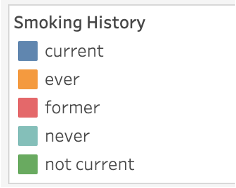 Smoking History
current
ever
former
never
not current